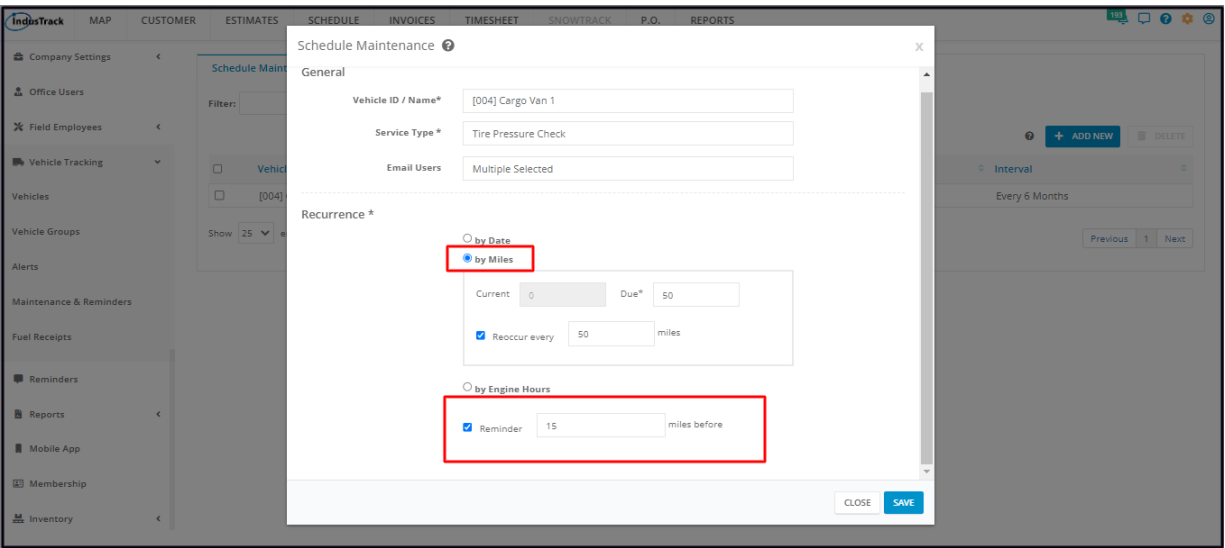 IndusTrack MAP CUSTOMER ESTIMATES SCHEDULE INVOICES TIMESHEET SNOWTRACK P.O. REPORTS 193
Schedule Maintenance x
Company Settings
Office Users
Field Employees
Vehicle Tracking
Vehicles
Vehicle Groups
Alerts
Maintenance & Reminders
Fuel Receipts
Reminders
Reports
Mobile App
Membership
Inventory
Schedule Maint
Filter:
+ ADD NEW DELETE
Vehicl Interval
[004] Every 6 Months
Show 25 e Previous 1 Next
General
Vehicle ID / Name* [004] Cargo Van 1
Service Type * Tire Pressure Check
Email Users Multiple Selected
Recurrence *
by Date
by Miles
Current 0 Due* 50
Reoccur every 50 miles
by Engine Hours
Reminder 15 miles before
CLOSE SAVE